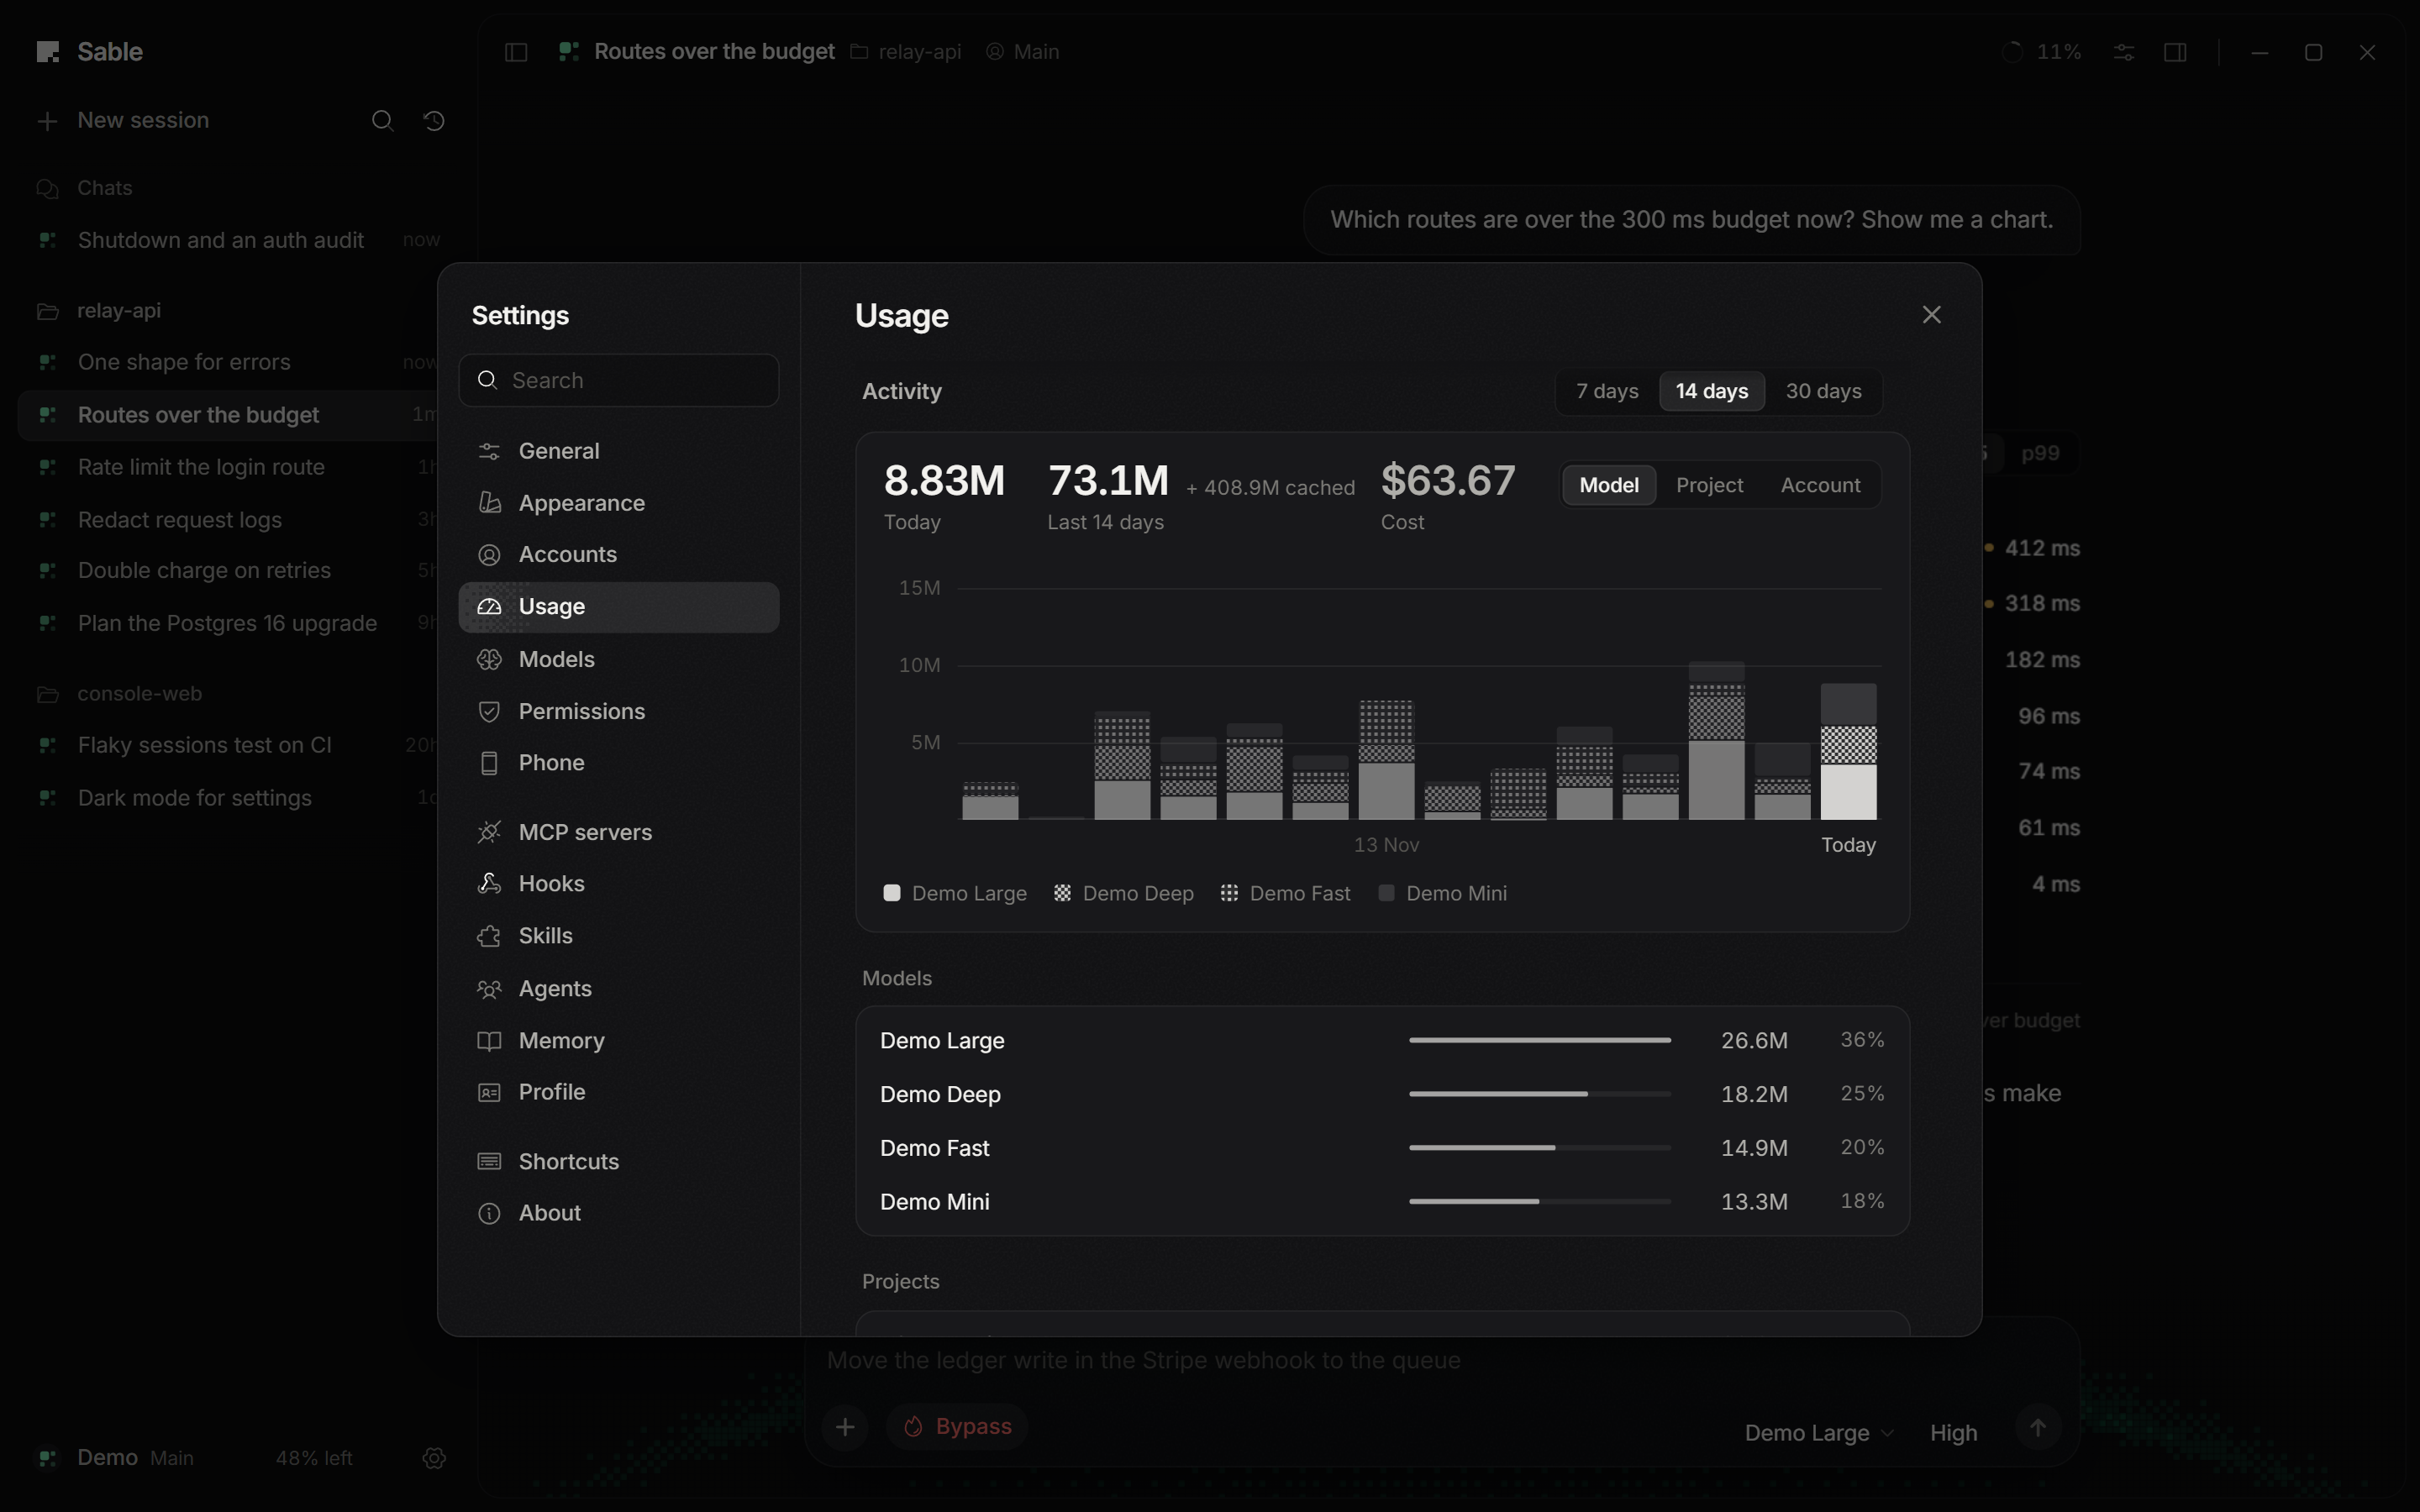 Sable
New session
Chats
Shutdown and an auth audit now
relay-api
One shape for errors now
Routes over the budget 1m
Rate limit the login route 1h
Redact request logs 3h
Double charge on retries 5h
Plan the Postgres 16 upgrade 9h
console-web
Flaky sessions test on CI 20h
Dark mode for settings
Demo Main 48% left
Routes over the budget relay-api Main 11%
Which routes are over the 300 ms budget now? Show me a chart.
p99
412 ms
318 ms
182 ms
96 ms
74 ms
61 ms
4 ms
budget
make
Settings
Search
General
Appearance
Accounts
Usage
Models
Permissions
Phone
MCP servers
Hooks
Skills
Agents
Memory
Profile
Shortcuts
About
Usage
Activity 7 days 14 days 30 days
8.83M 73.1M + 408.9M cached $63.67 Model Project Account
Today Last 14 days Cost
15M
10M
5M
13 Nov Today
Demo Large Demo Deep Demo Fast Demo Mini
Models
Demo Large 26.6M 36%
Demo Deep 18.2M 25%
Demo Fast 14.9M 20%
Demo Mini 13.3M 18%
Projects
Move the ledger write in the Stripe webhook to the queue
Bypass Demo Large High